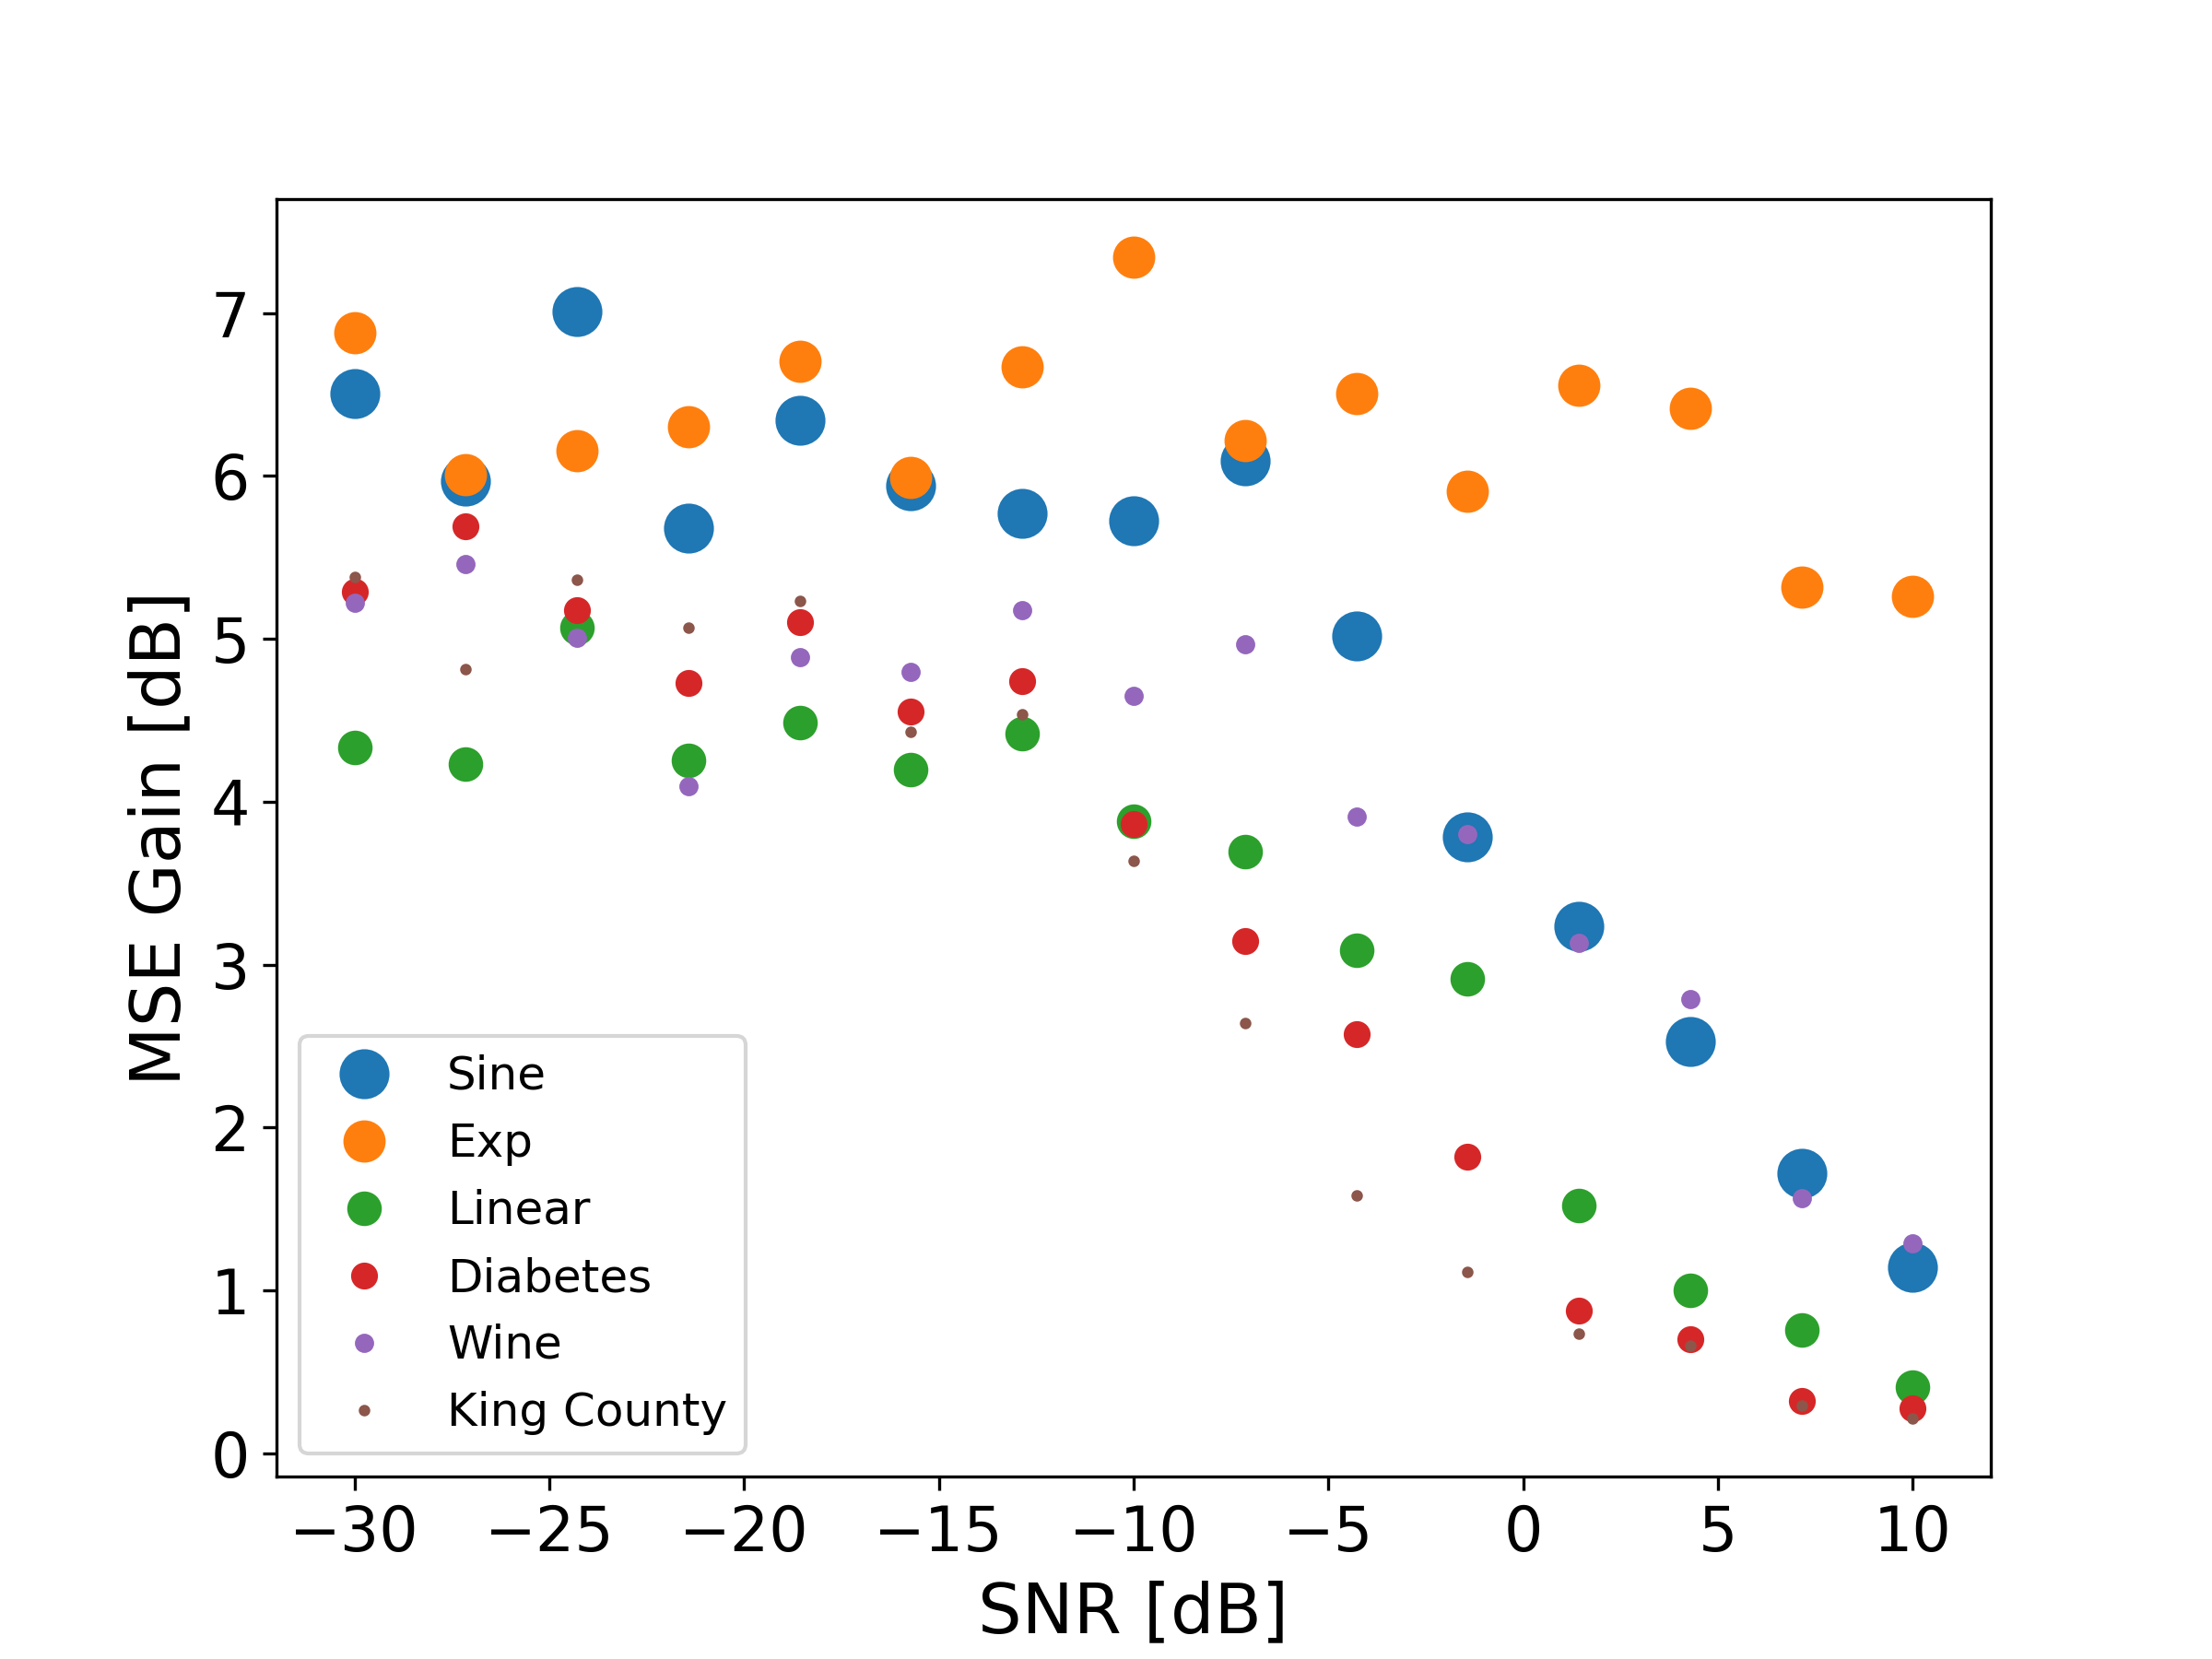 7
6
5
4
3
2
1
0
MSE Gain [dB]
Sine
Exp
Linear
Diabetes
Wine
King County
−30 −25 −20 −15 −10 −5 0 5 10
SNR [dB]